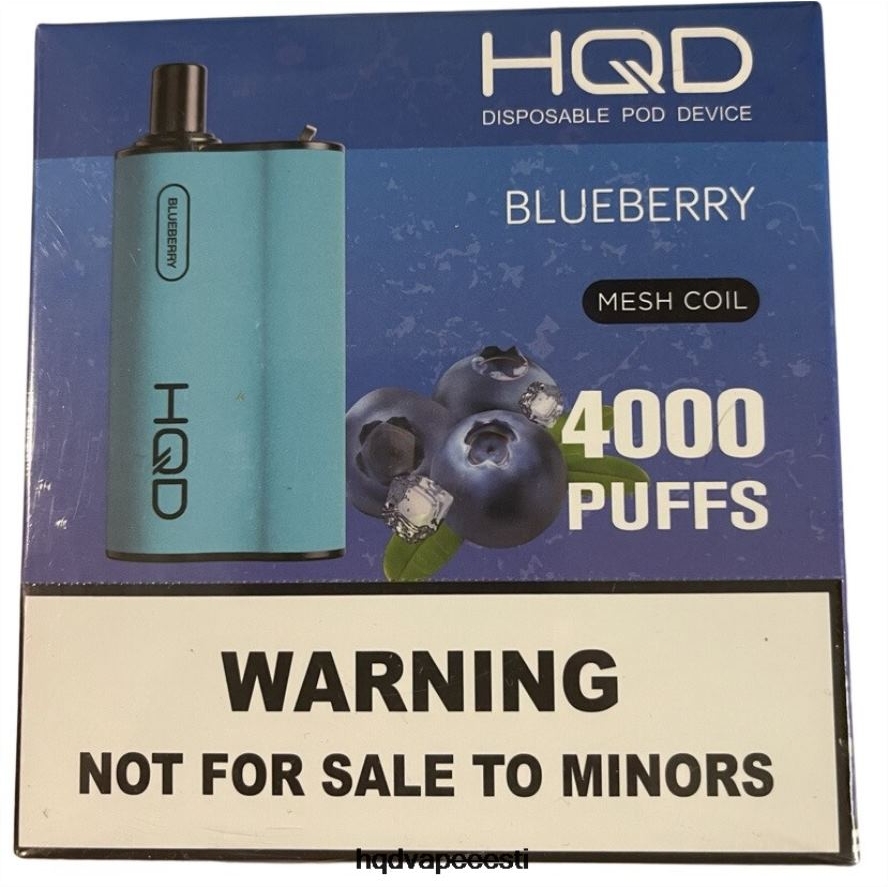 HQD
DISPOSABLE POD DEVICE
BLUEBERRY
BLUEBERRY
MESH COIL
HQD
4000
PUFFS
WARNING
NOT FOR SALE TO MINORS
hqdvapeeesti